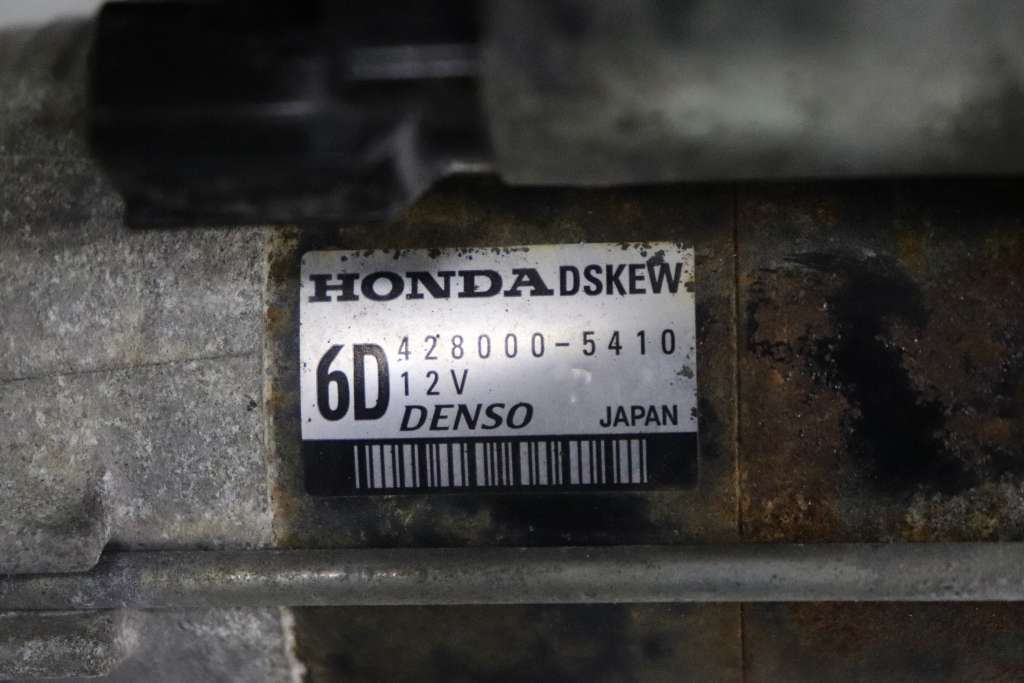 HONDA DSKEW
6D 428000-5410
12V
DENSO JAPAN